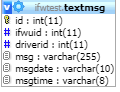 ifwtest.textmsg
id : int(11)
ifwuid : int(11)
driverid : int(11)
msg : varchar(255)
msgdate : varchar(10)
msgtime : varchar(8)